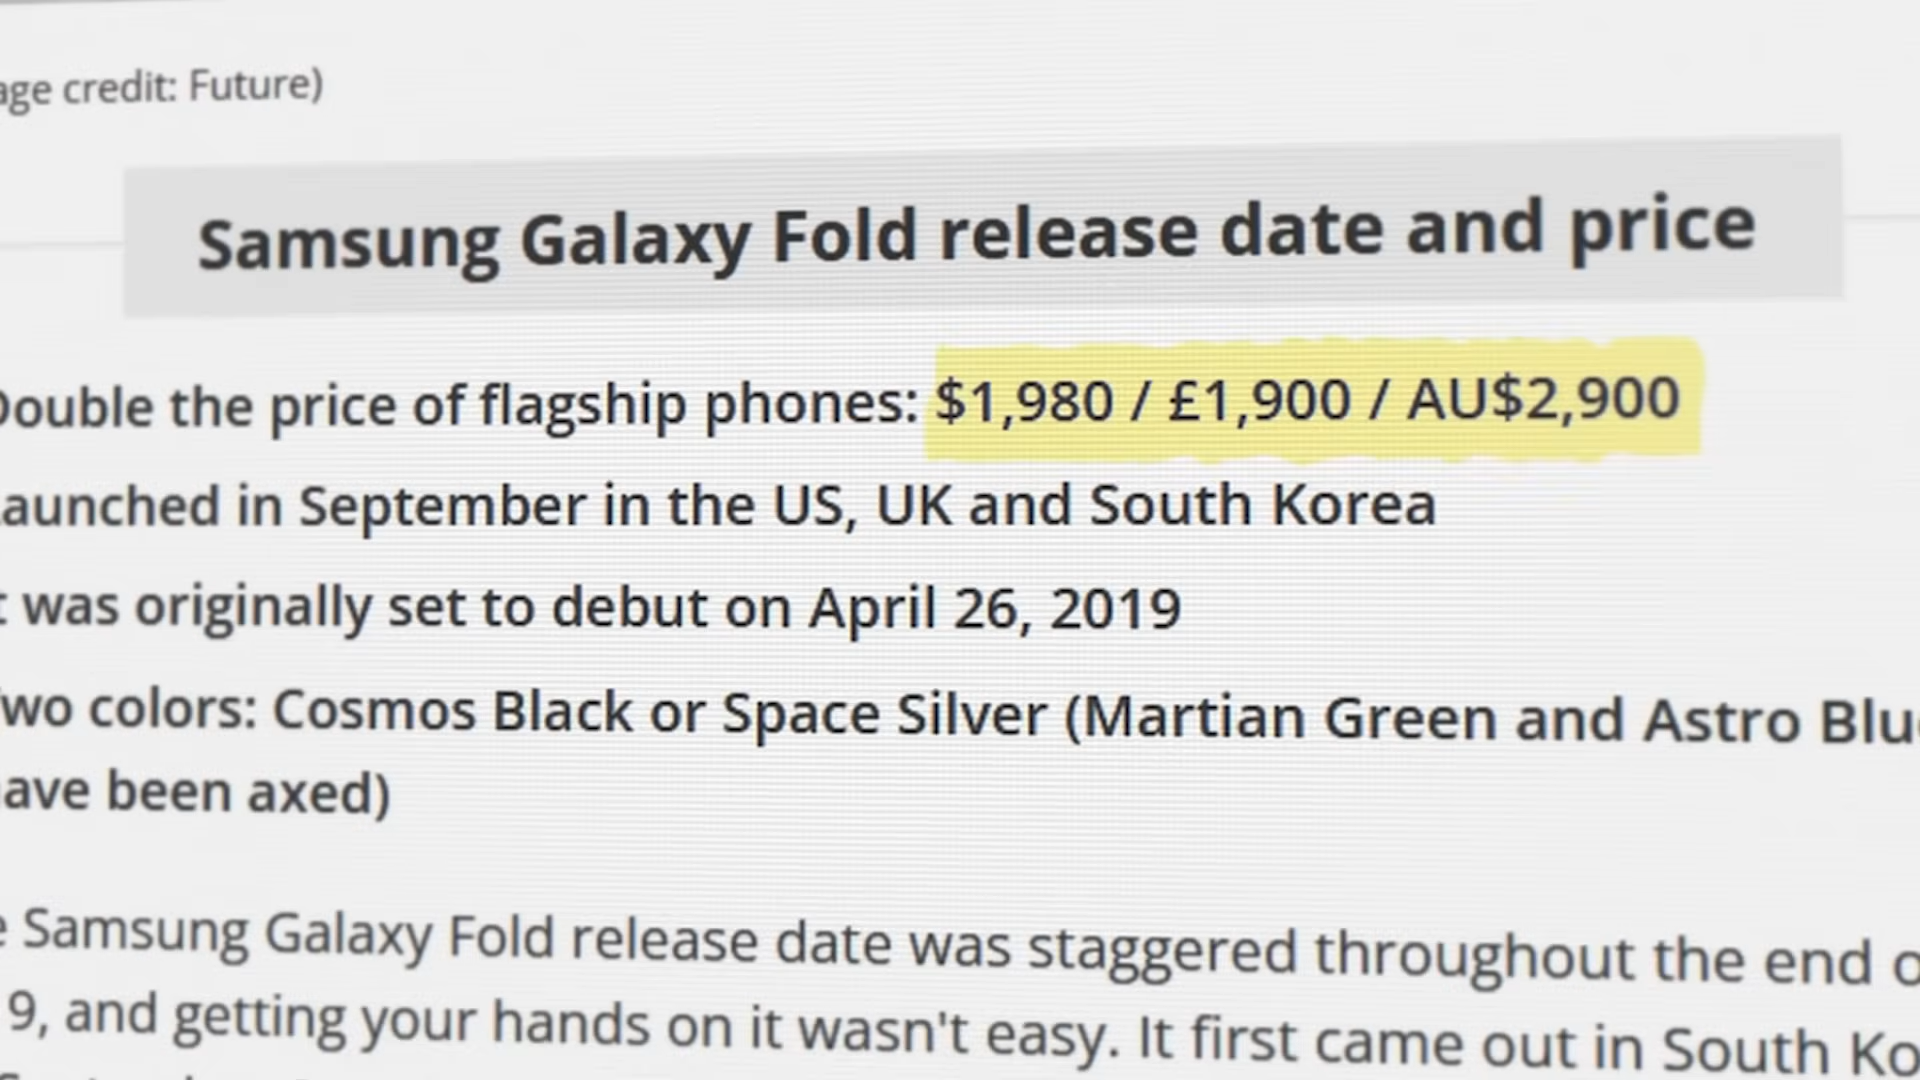 age credit: Future)
Samsung Galaxy Fold release date and price
Double the price of flagship phones: $1,980 / £1,900 / AU$2,900
aunched in September in the US, UK and South Korea
t was originally set to debut on April 26, 2019
wo colors: Cosmos Black or Space Silver (Martian Green and Astro Blu
ave been axed)
e Samsung Galaxy Fold release date was staggered throughout the end o
9, and getting your hands on it wasn't easy. It first came out in South Ko